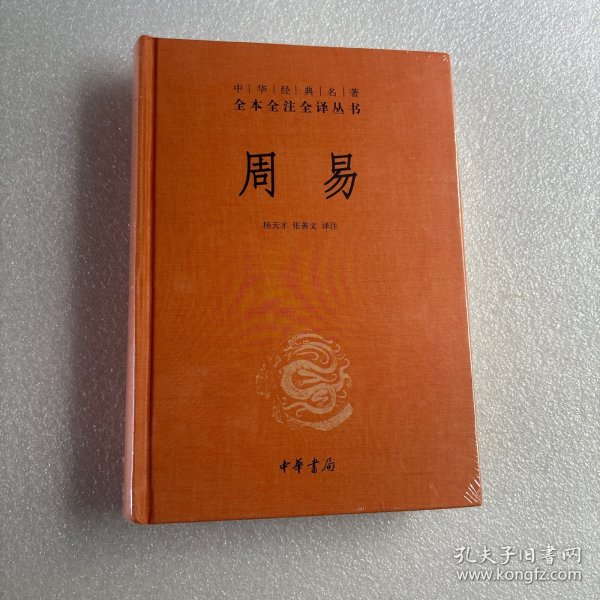 中华经典名著
全本全注全译丛书
周易
杨天才 张善文 译注
中華書局
孔夫子旧书网
www.kongfz.com